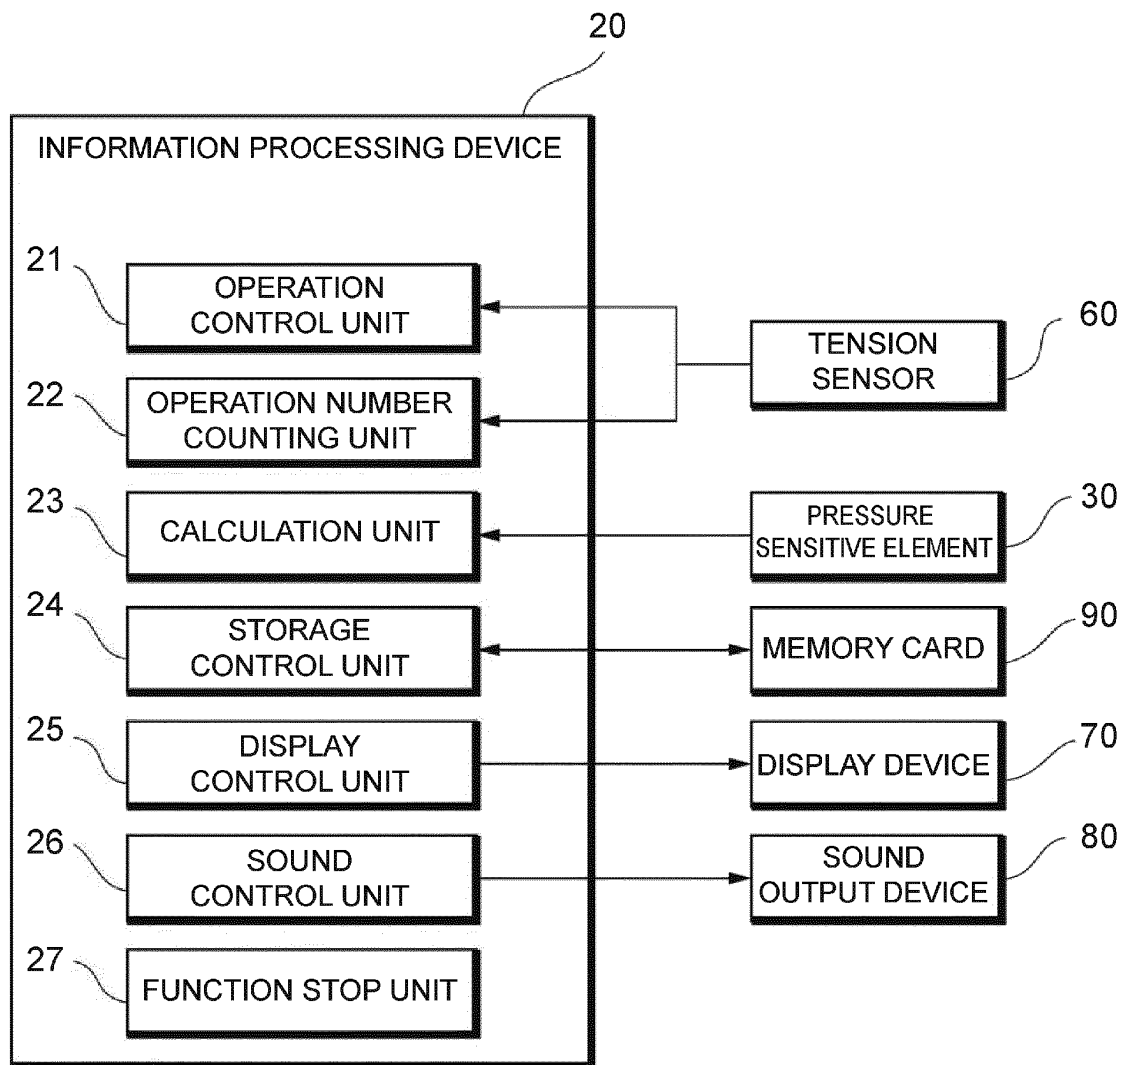 20
INFORMATION PROCESSING DEVICE
21
OPERATION
CONTROL UNIT
22
OPERATION NUMBER
COUNTING UNIT
23
CALCULATION UNIT
24
STORAGE
CONTROL UNIT
25
DISPLAY
CONTROL UNIT
26
SOUND
CONTROL UNIT
27
FUNCTION STOP UNIT
60
TENSION
SENSOR
30
PRESSURE
SENSITIVE ELEMENT
90
MEMORY CARD
70
DISPLAY DEVICE
80
SOUND
OUTPUT DEVICE